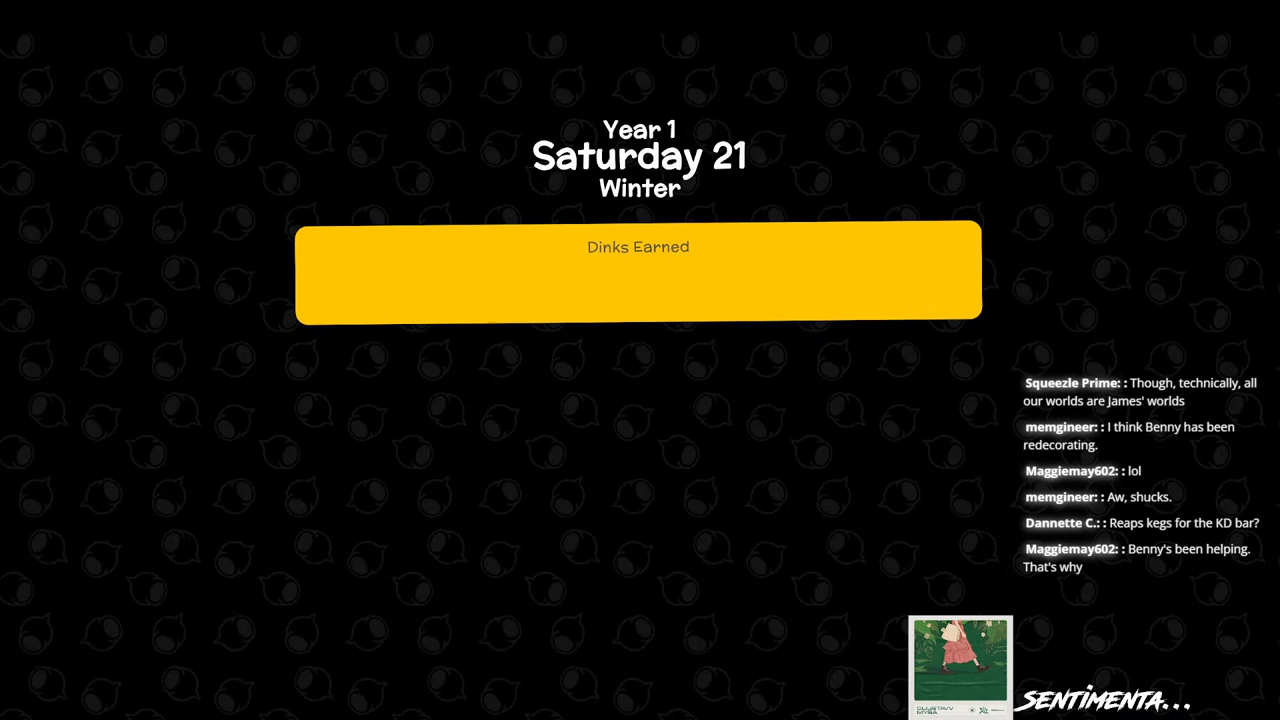 Year 1
Saturday 21
Winter
Dinks Earned
Squeezle Prime: : Though, technically, all
our worlds are James' worlds
memgineer: : I think Benny has been
redecorating.
Maggiemay602: : lol
memgineer: : Aw, shucks.
Dannette C.: : Reaps kegs for the KD bar?
Maggiemay602: : Benny's been helping.
That's why
SENTIMENTA...